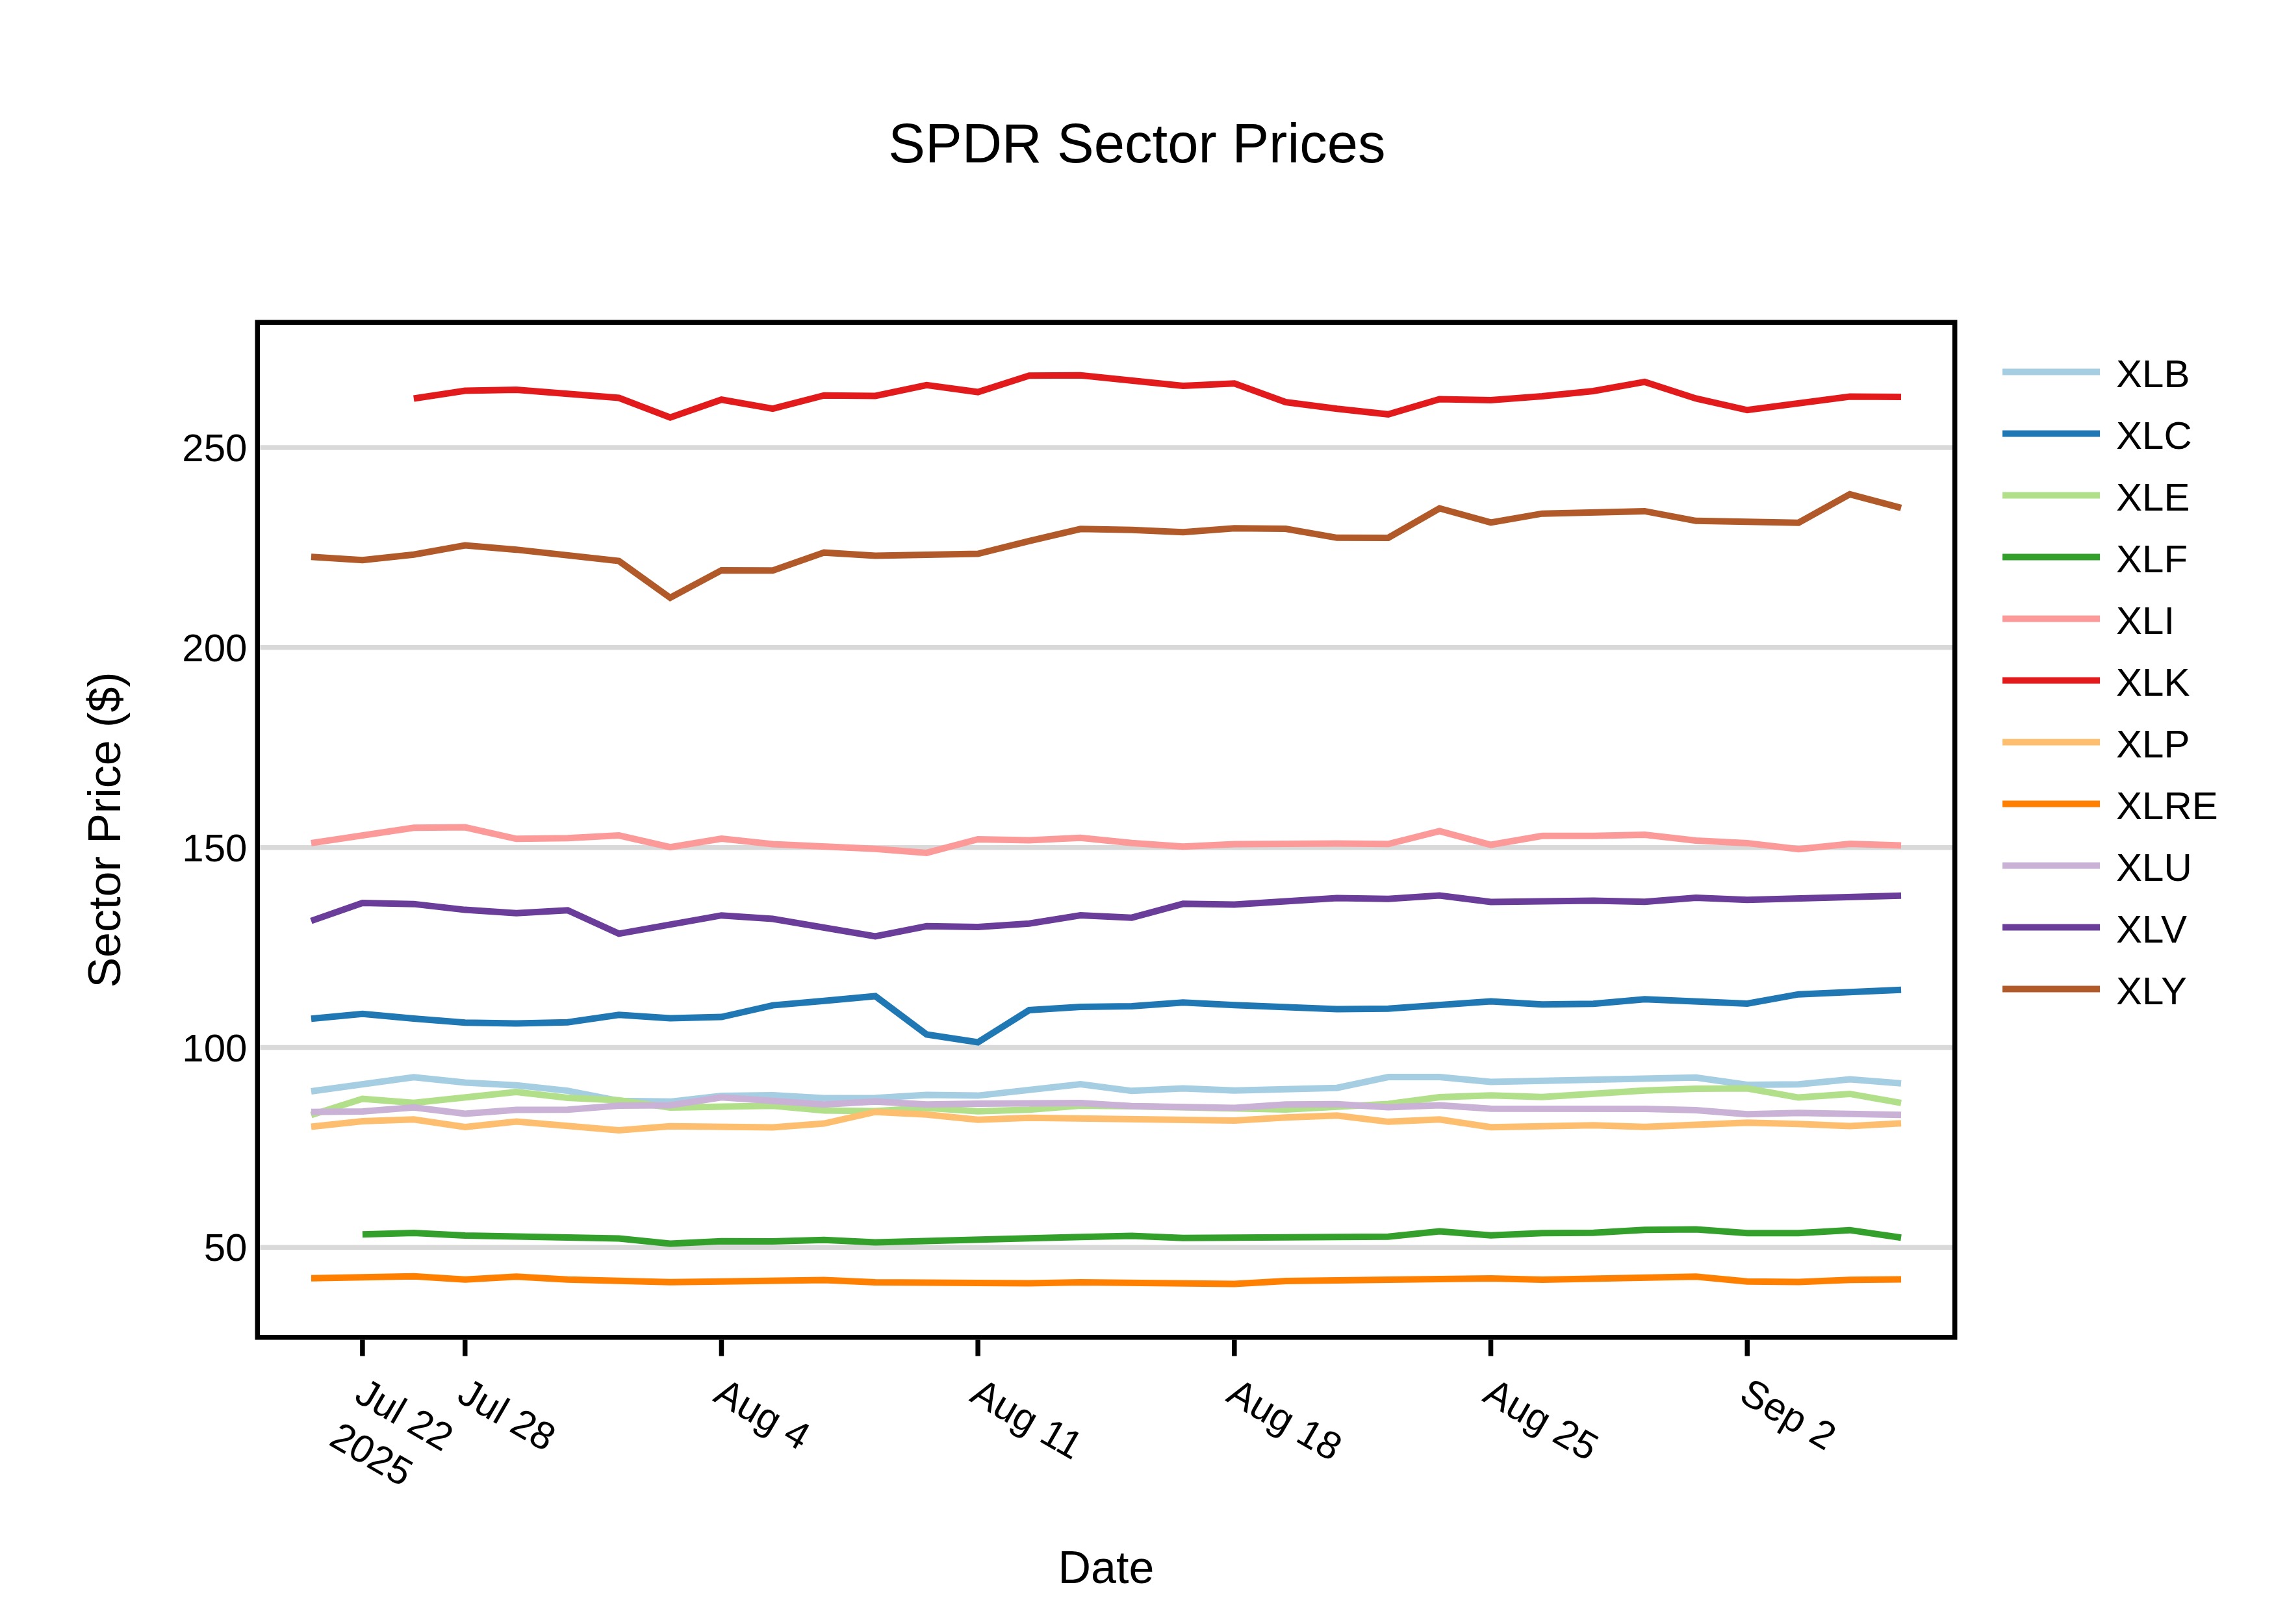 SPDR Sector Prices
Sector Price ($)
250
200
150
100
50
Jul 22
2025
Jul 28
Aug 4
Aug 11
Aug 18
Aug 25
Sep 2
Date
XLB
XLC
XLE
XLF
XLI
XLK
XLP
XLRE
XLU
XLV
XLY